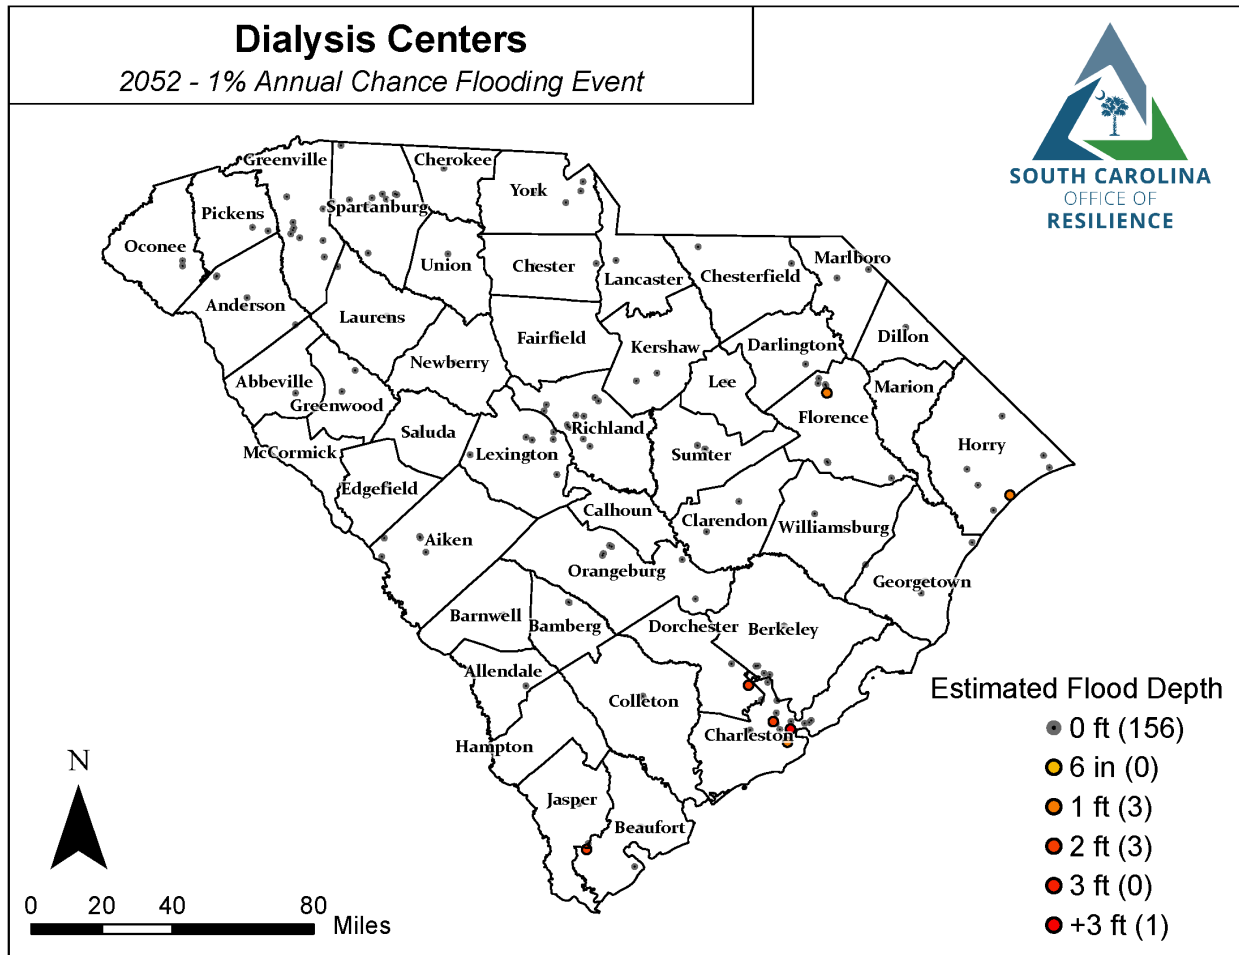 Dialysis Centers
2052 - 1% Annual Chance Flooding Event
SOUTH CAROLINA
OFFICE OF
RESILIENCE
Greenville
Cherokee
York
Pickens
Spartanburg
Oconee
Union
Chester
Lancaster
Chesterfield
Marlboro
Anderson
Laurens
Fairfield
Kershaw
Darlington
Dillon
Newberry
Lee
Abbeville
Greenwood
Marion
Florence
Saluda
Richland
McCormick
Lexington
Sumter
Horry
Edgefield
Calhoun
Clarendon
Williamsburg
Aiken
Orangeburg
Georgetown
Barnwell
Bamberg
Dorchester
Berkeley
Allendale
Colleton
Hampton
Charleston
Jasper
Beaufort
Estimated Flood Depth
0 ft (156)
6 in (0)
1 ft (3)
2 ft (3)
3 ft (0)
+3 ft (1)
N
0 20 40 80
Miles